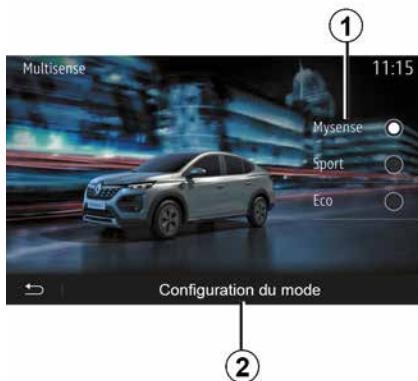 1
Multisense 11:15
Mysense
Sport
Eco
Configuration du mode
2